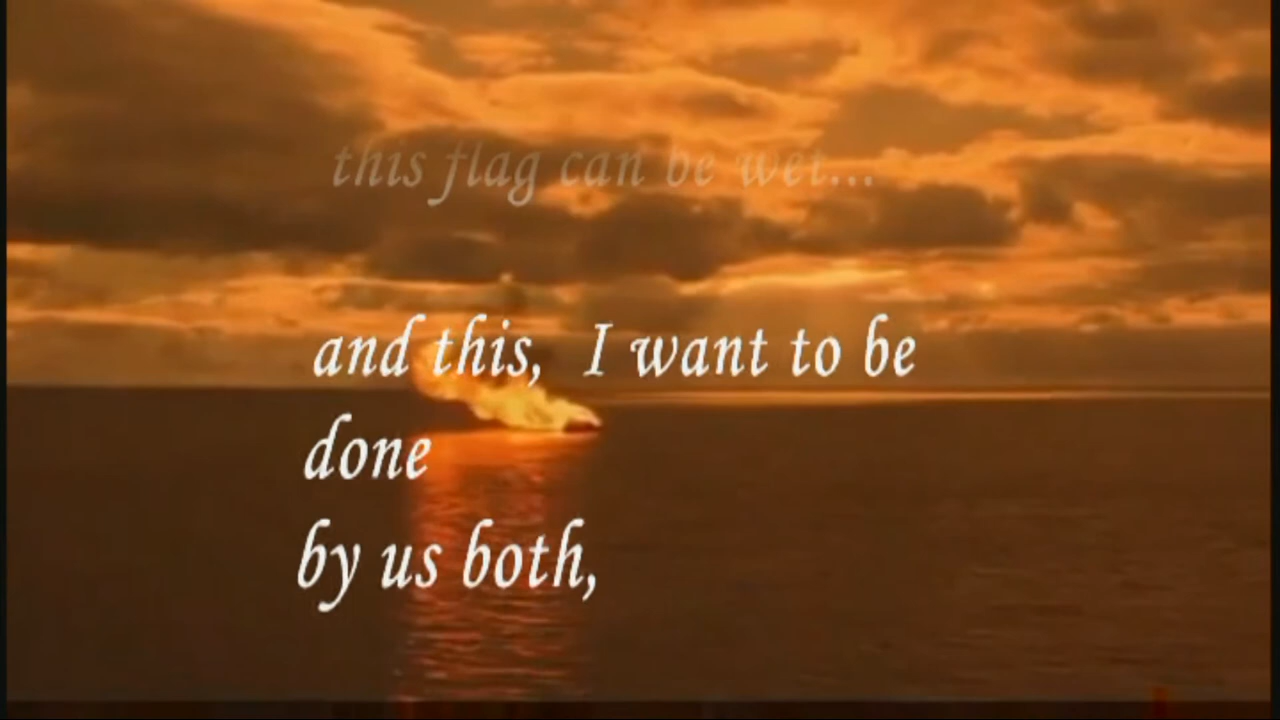 this flag can be wet...
and this, I want to be
done
by us both,